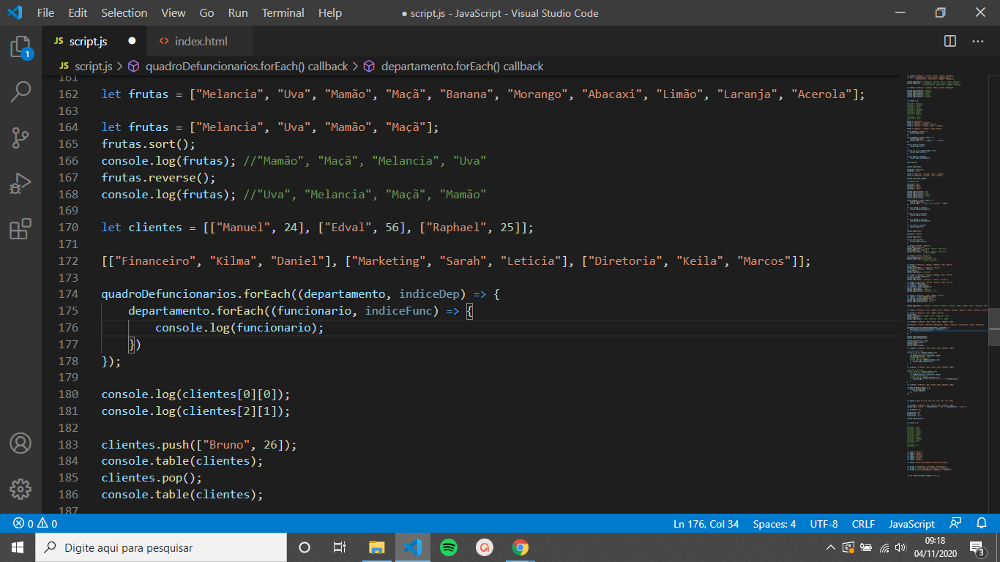 File Edit Selection View Go Run Terminal Help
● script.js - JavaScript - Visual Studio Code
JS script.js ●
<> index.html
JS script.js > quadroDefuncionarios.forEach() callback > departamento.forEach() callback
1
161
162 let frutas = ["Melancia", "Uva", "Mamão", "Maçã", "Banana", "Morango", "Abacaxi", "Limão", "Laranja", "Acerola"];
163
164 let frutas = ["Melancia", "Uva", "Mamão", "Maçã"];
165 frutas.sort();
166 console.log(frutas); //"Mamão", "Maçã", "Melancia", "Uva"
167 frutas.reverse();
168 console.log(frutas); //"Uva", "Melancia", "Maçã", "Mamão"
169
170 let clientes = [["Manuel", 24], ["Edval", 56], ["Raphael", 25]];
171
172 [["Financeiro", "Kilma", "Daniel"], ["Marketing", "Sarah", "Leticia"], ["Diretoria", "Keila", "Marcos"]];
173
174 quadroDefuncionarios.forEach((departamento, indiceDep) => {
175     departamento.forEach((funcionario, indiceFunc) => {
176         console.log(funcionario);
177     })
178 });
179
180 console.log(clientes[0][0]);
181 console.log(clientes[2][1]);
182
183 clientes.push(["Bruno", 26]);
184 console.table(clientes);
185 clientes.pop();
186 console.table(clientes);
187
0 0
Ln 176, Col 34 Spaces: 4 UTF-8 CRLF JavaScript
Digite aqui para pesquisar
09:18
04/11/2020
3